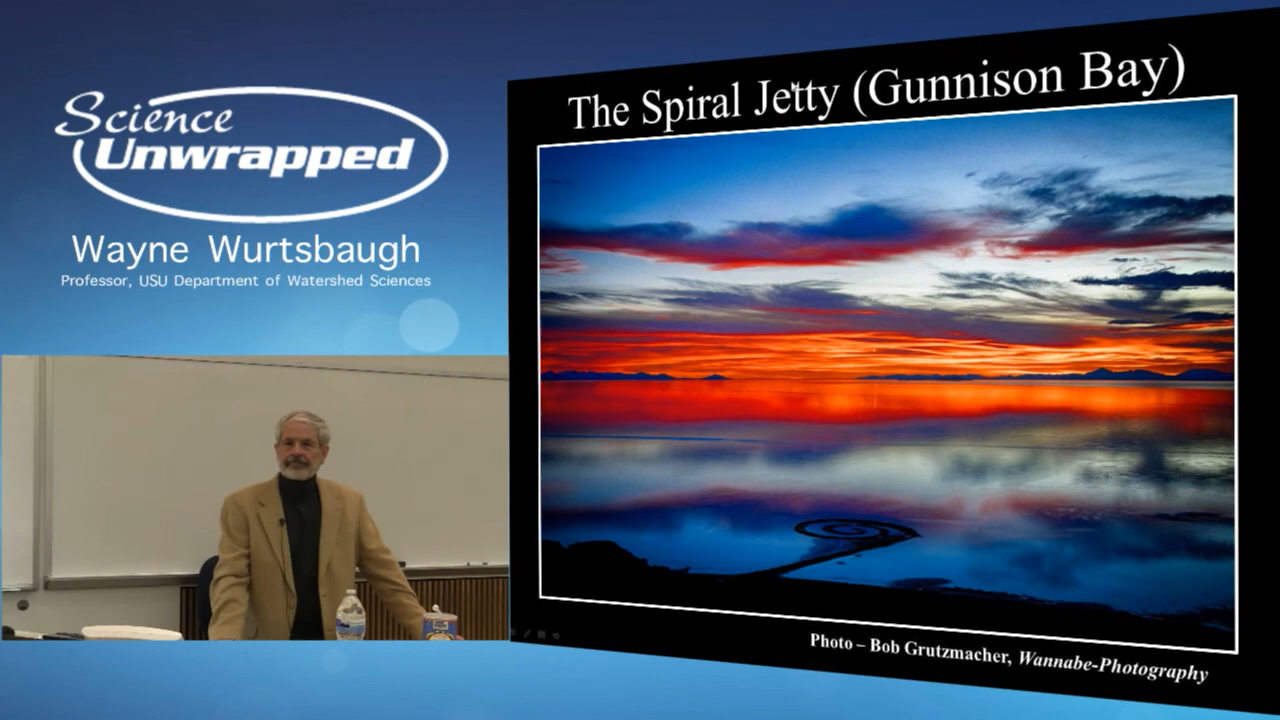 Science
Unwrapped
Wayne Wurtsbaugh
Professor, USU Department of Watershed Sciences
The Spiral Jetty (Gunnison Bay)
Photo – Bob Grutzmacher, Wannabe-Photography